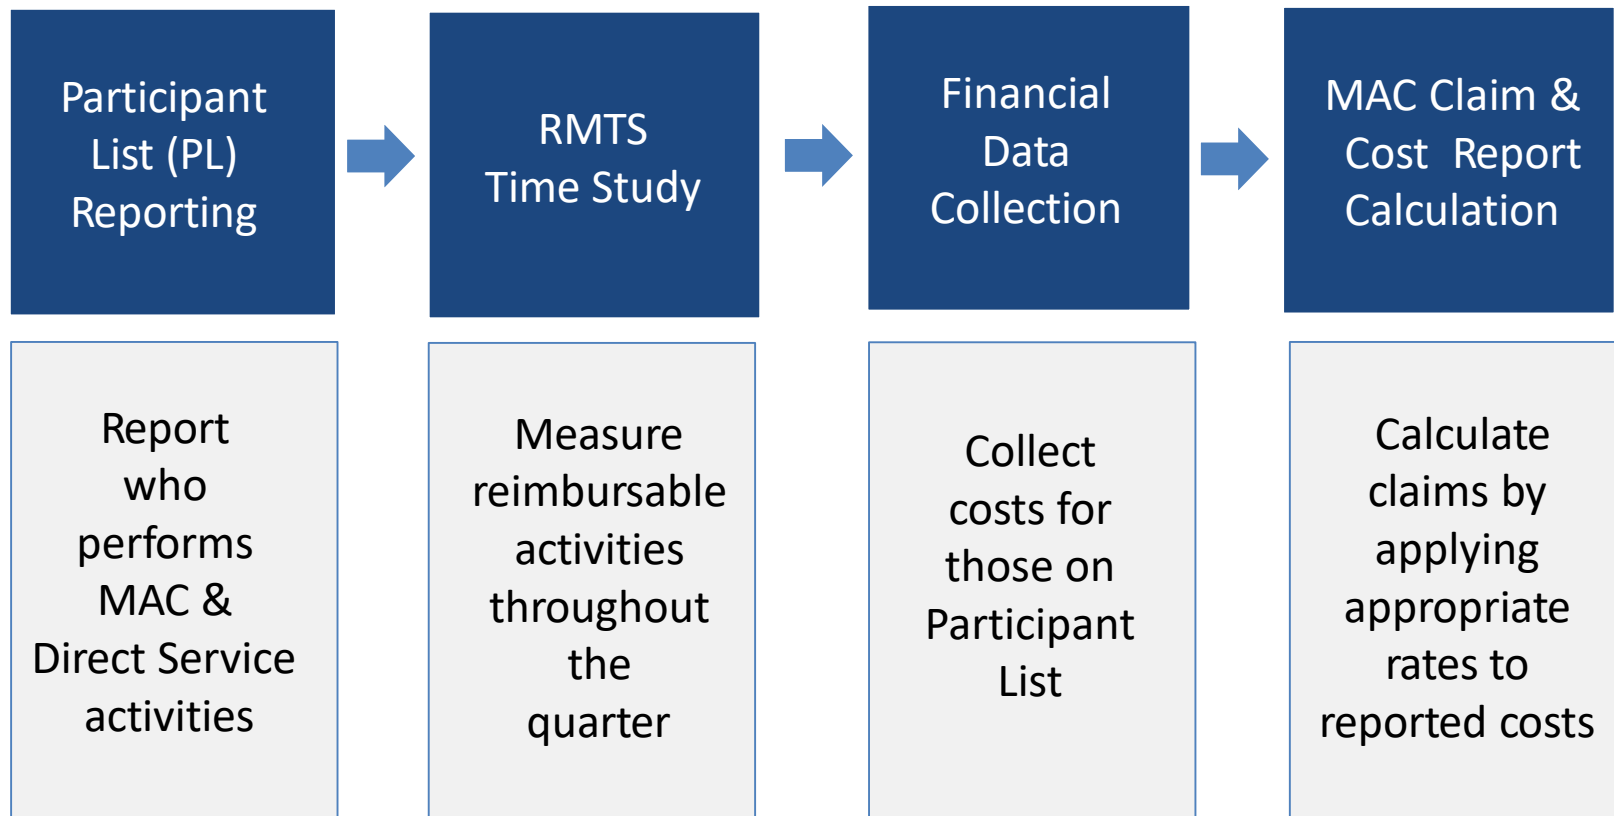 Participant
List (PL)
Reporting
RMTS
Time Study
Financial
Data
Collection
MAC Claim &
Cost Report
Calculation
Report
who
performs
MAC &
Direct Service
activities
Measure
reimbursable
activities
throughout
the
quarter
Collect
costs for
those on
Participant
List
Calculate
claims by
applying
appropriate
rates to
reported costs